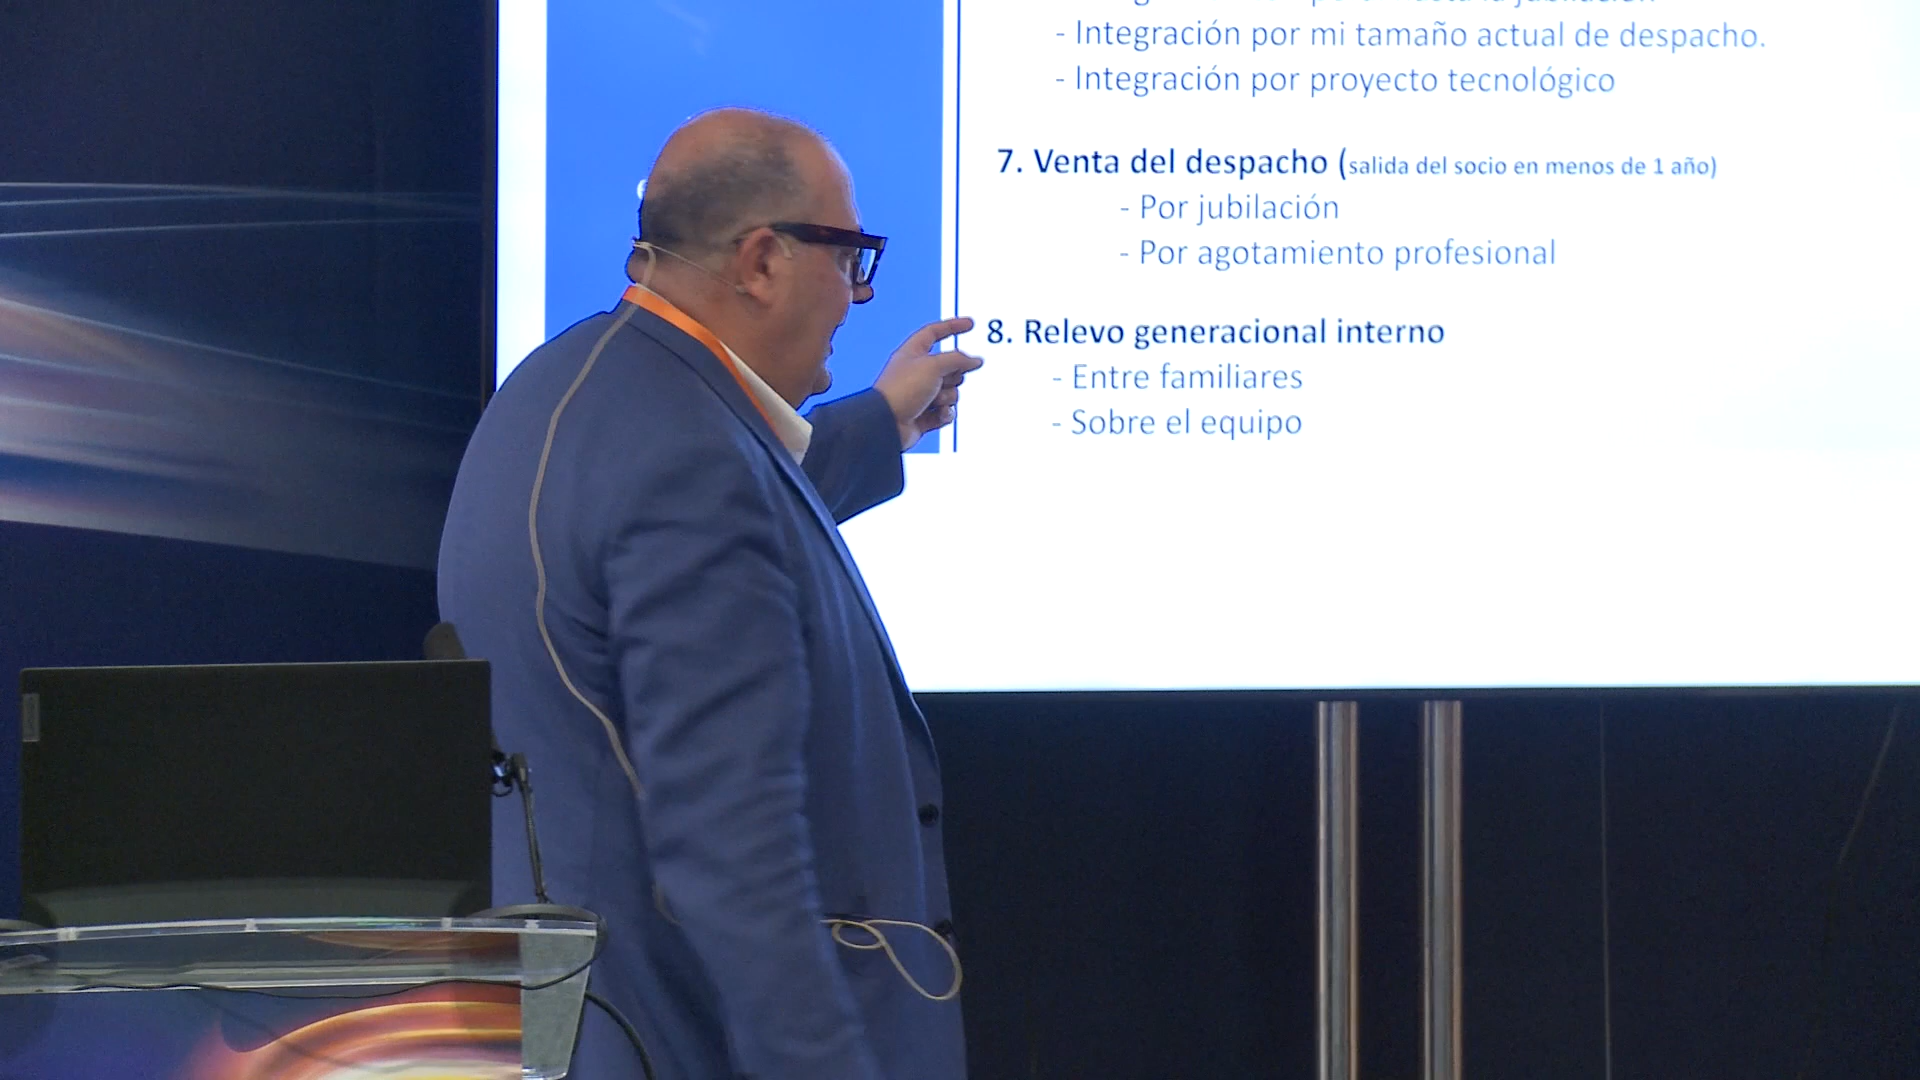 - Integración por mi tamaño actual de despacho.
- Integración por proyecto tecnológico
7. Venta del despacho (salida del socio en menos de 1 año)
- Por jubilación
- Por agotamiento profesional
8. Relevo generacional interno
- Entre familiares
- Sobre el equipo